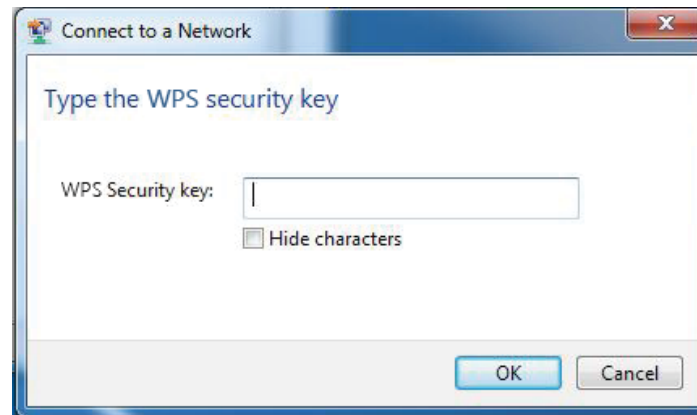 Connect to a Network
Type the WPS security key
WPS Security key:
Hide characters
OK Cancel